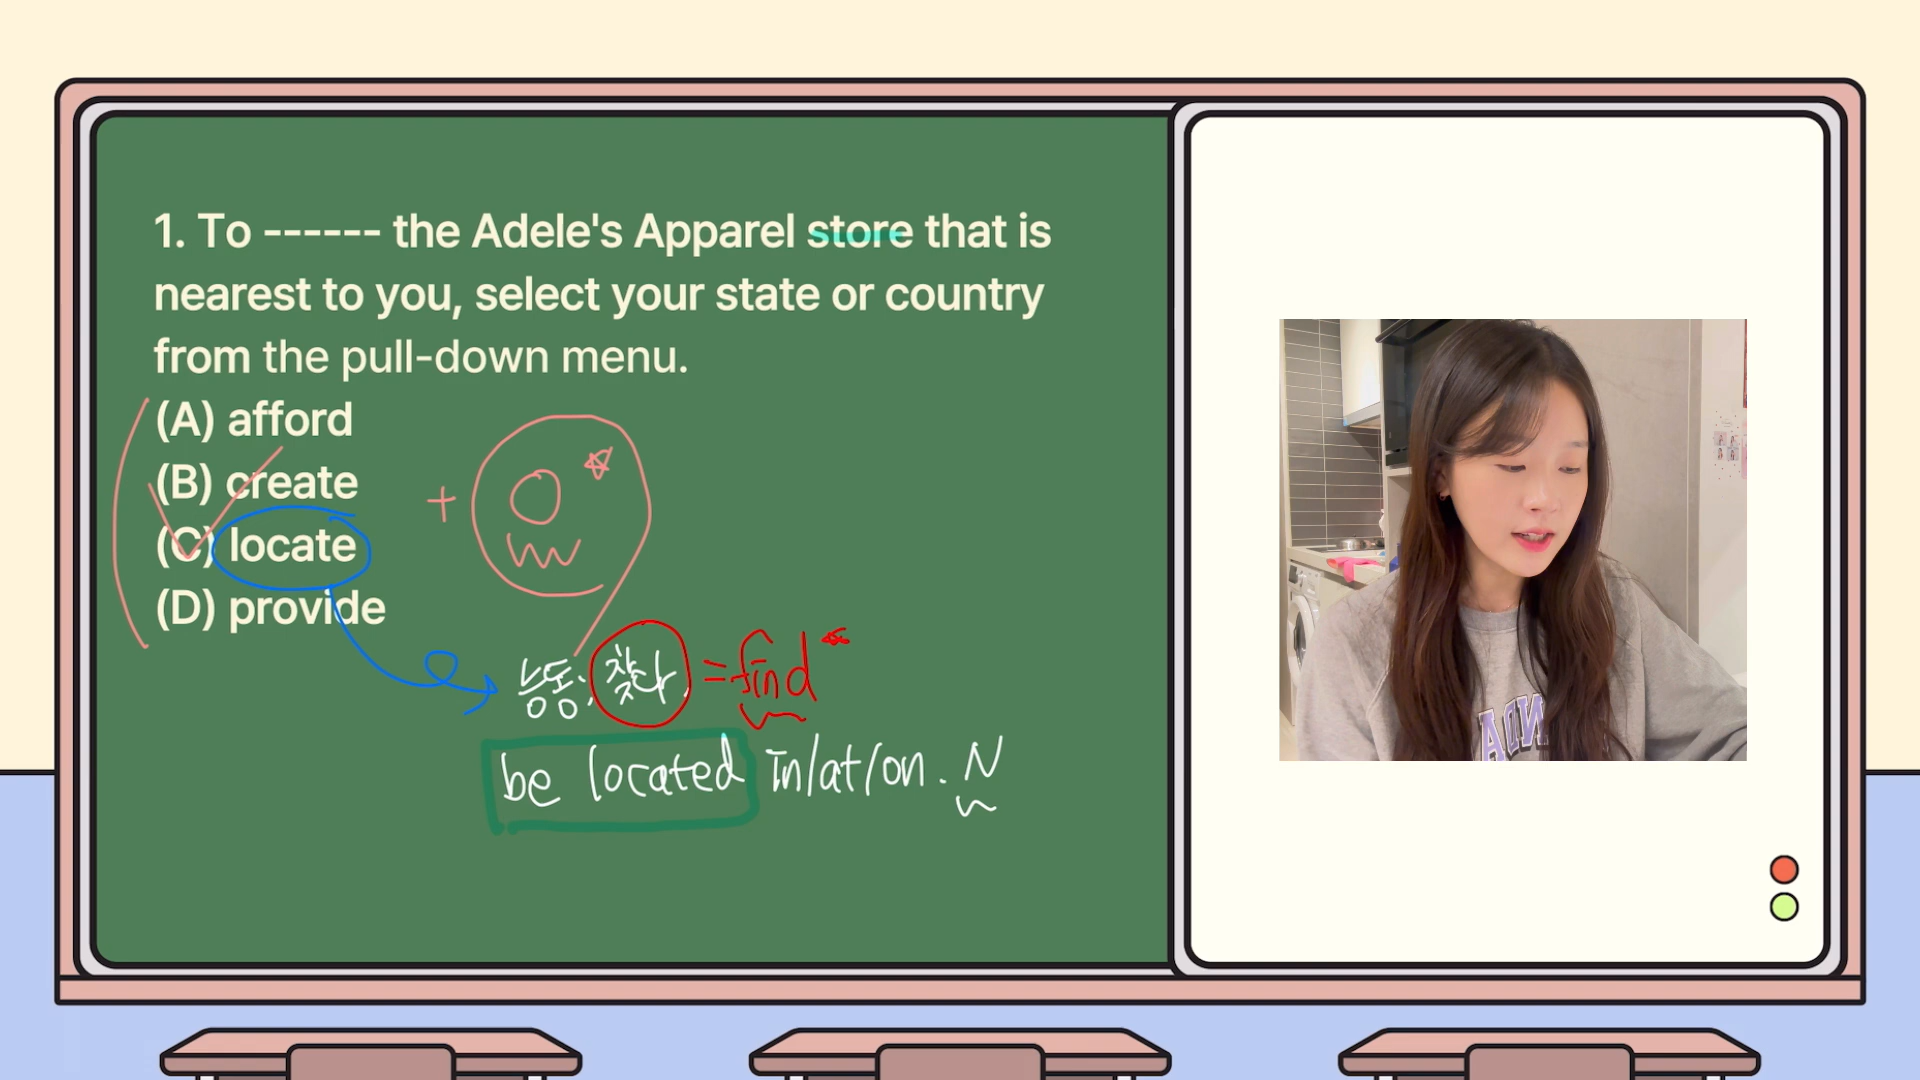 1. To ------ the Adele's Apparel store that is
nearest to you, select your state or country
from the pull-down menu.
(A) afford
(B) create
(C) locate
(D) provide
+ O
능동: 찾다 = find
be located in/at/on. N